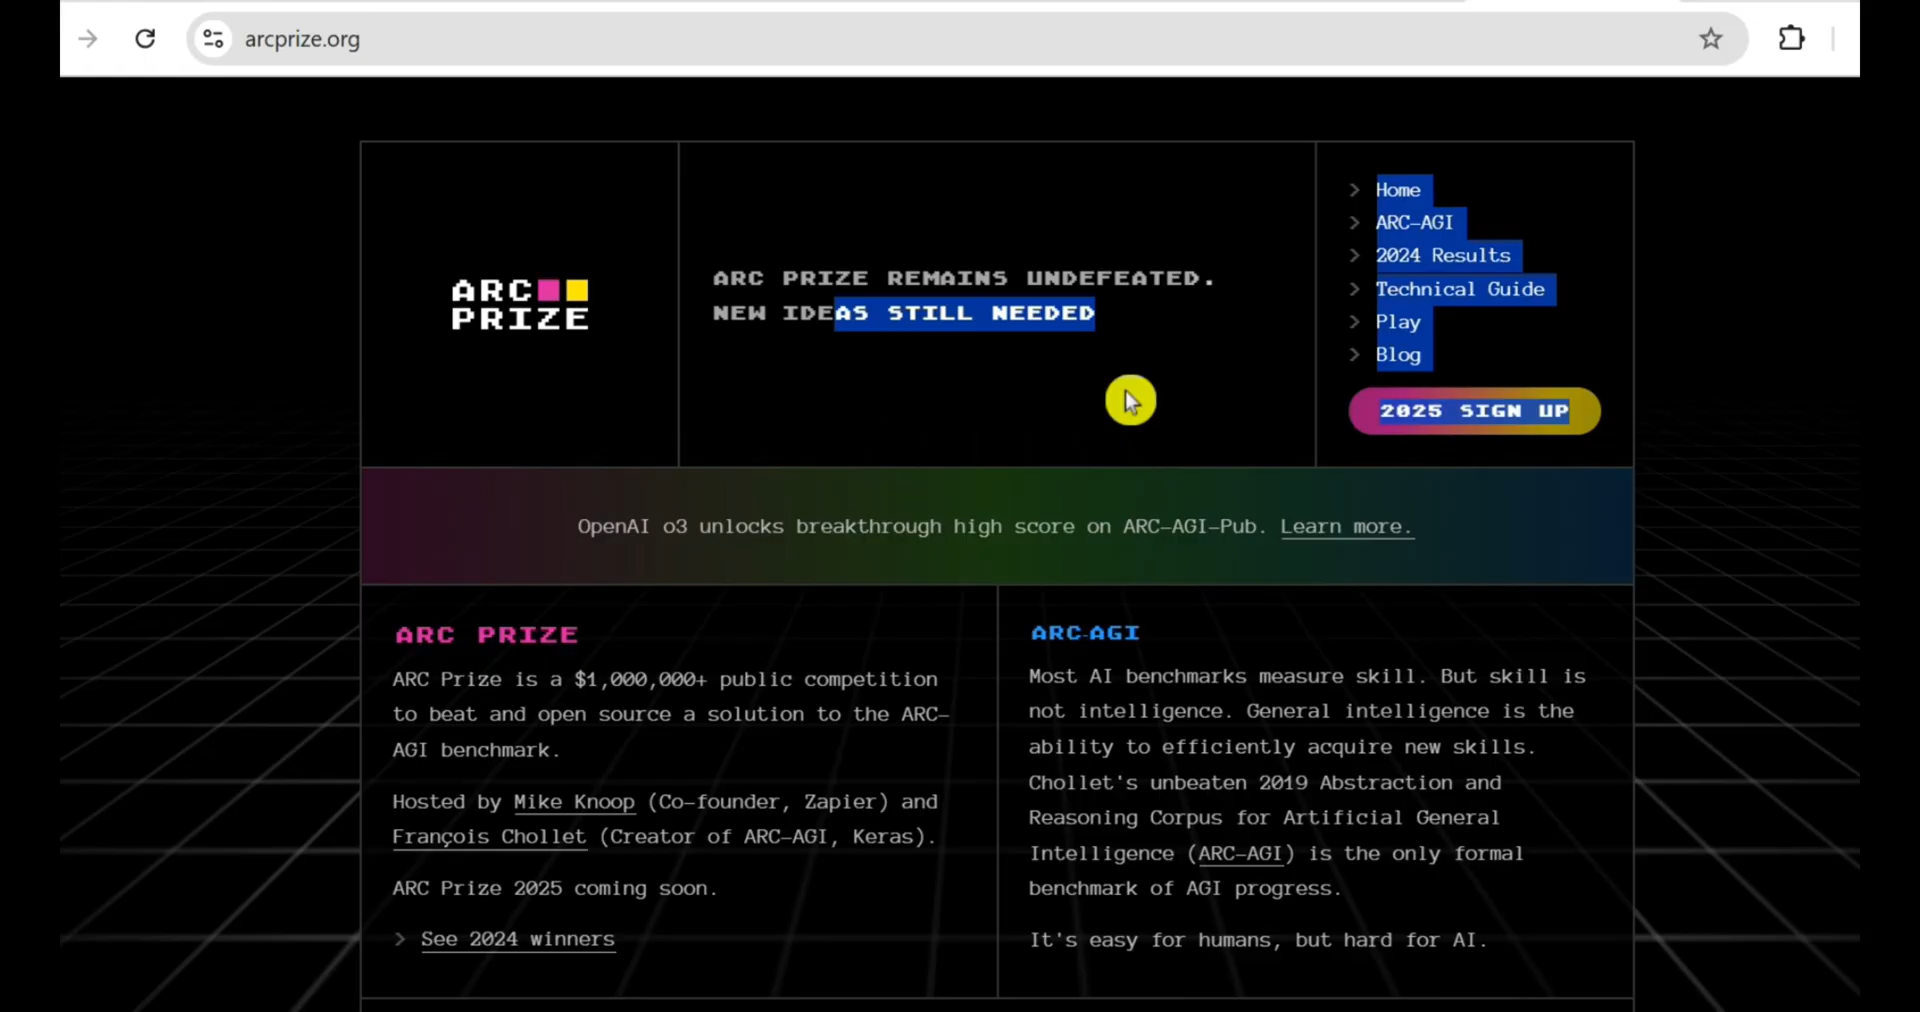 arcprize.org
ARC
PRIZE
ARC PRIZE REMAINS UNDEFEATED.
NEW IDEAS STILL NEEDED
> Home
> ARC-AGI
> 2024 Results
> Technical Guide
> Play
> Blog
2025 SIGN UP
OpenAI o3 unlocks breakthrough high score on ARC-AGI-Pub. Learn more.
ARC PRIZE
ARC Prize is a $1,000,000+ public competition
to beat and open source a solution to the ARC-
AGI benchmark.
Hosted by Mike Knoop (Co-founder, Zapier) and
François Chollet (Creator of ARC-AGI, Keras).
ARC Prize 2025 coming soon.
> See 2024 winners
ARC-AGI
Most AI benchmarks measure skill. But skill is
not intelligence. General intelligence is the
ability to efficiently acquire new skills.
Chollet's unbeaten 2019 Abstraction and
Reasoning Corpus for Artificial General
Intelligence (ARC-AGI) is the only formal
benchmark of AGI progress.
It's easy for humans, but hard for AI.